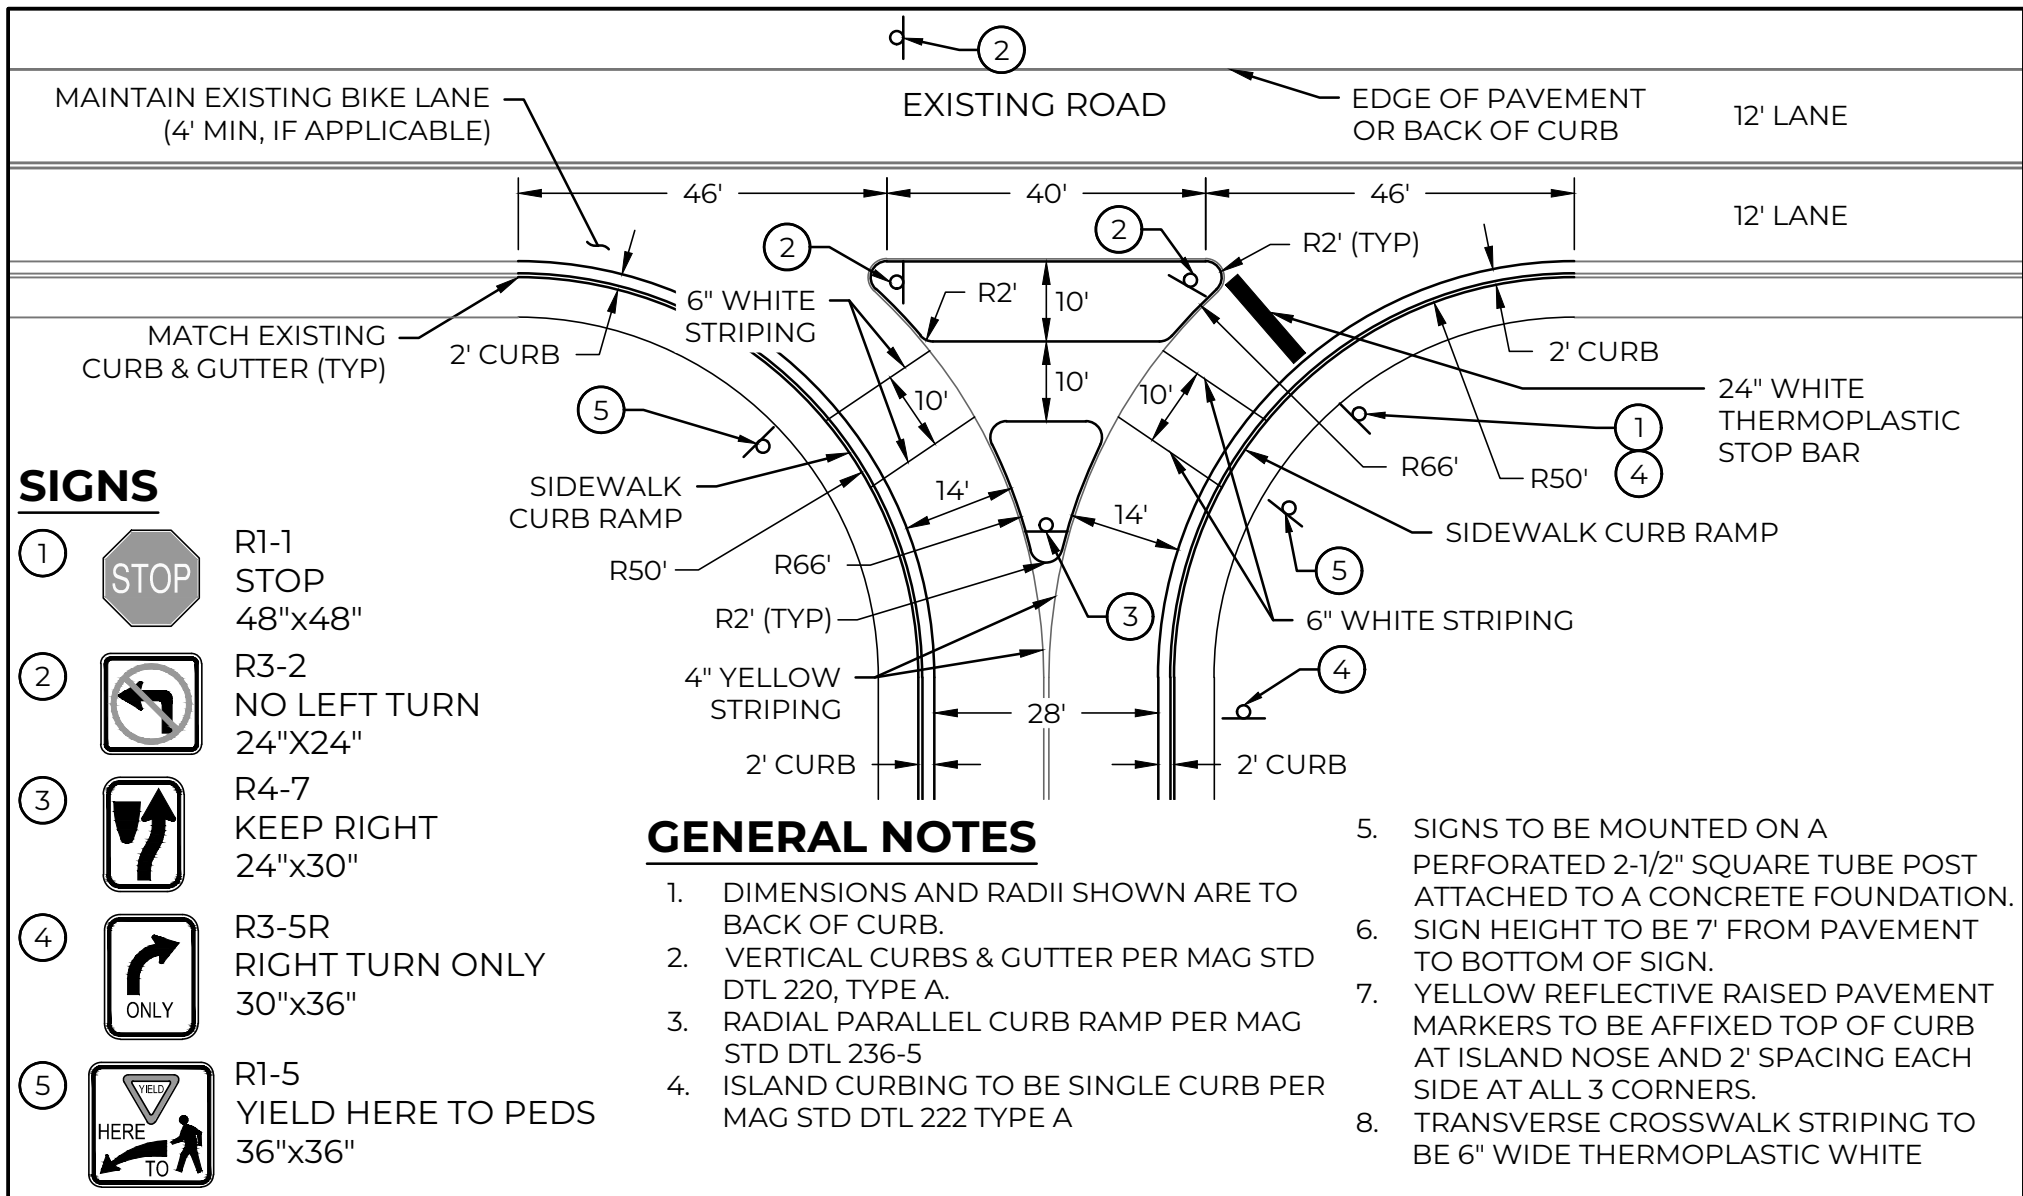 2
MAINTAIN EXISTING BIKE LANE
(4' MIN, IF APPLICABLE)
EXISTING ROAD
EDGE OF PAVEMENT
OR BACK OF CURB
12' LANE
46'
40'
46'
12' LANE
2
2
R2' (TYP)
6" WHITE
STRIPING
R2'
10'
MATCH EXISTING
CURB & GUTTER (TYP)
2' CURB
2' CURB
10'
10'
10'
24" WHITE
THERMOPLASTIC
STOP BAR
5
1
4
R66'
R50'
SIDEWALK
CURB RAMP
14'
14'
SIDEWALK CURB RAMP
R50'
R66'
5
R2' (TYP)
3
6" WHITE STRIPING
4" YELLOW
STRIPING
4
28'
2' CURB
2' CURB
SIGNS
1
STOP
R1-1
STOP
48"x48"
2
R3-2
NO LEFT TURN
24"X24"
3
R4-7
KEEP RIGHT
24"x30"
4
ONLY
R3-5R
RIGHT TURN ONLY
30"x36"
5
YIELD
HERE
TO
R1-5
YIELD HERE TO PEDS
36"x36"
GENERAL NOTES
1. DIMENSIONS AND RADII SHOWN ARE TO
BACK OF CURB.
2. VERTICAL CURBS & GUTTER PER MAG STD
DTL 220, TYPE A.
3. RADIAL PARALLEL CURB RAMP PER MAG
STD DTL 236-5
4. ISLAND CURBING TO BE SINGLE CURB PER
MAG STD DTL 222 TYPE A
5. SIGNS TO BE MOUNTED ON A
PERFORATED 2-1/2" SQUARE TUBE POST
ATTACHED TO A CONCRETE FOUNDATION.
6. SIGN HEIGHT TO BE 7' FROM PAVEMENT
TO BOTTOM OF SIGN.
7. YELLOW REFLECTIVE RAISED PAVEMENT
MARKERS TO BE AFFIXED TOP OF CURB
AT ISLAND NOSE AND 2' SPACING EACH
SIDE AT ALL 3 CORNERS.
8. TRANSVERSE CROSSWALK STRIPING TO
BE 6" WIDE THERMOPLASTIC WHITE